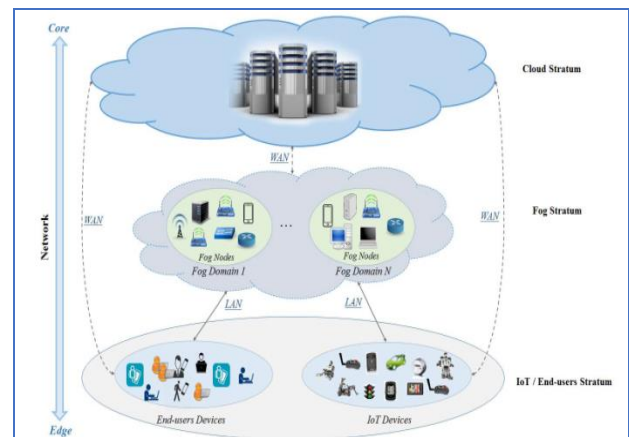 Core
Cloud Stratum
WAN
WAN
WAN
Fog Stratum
Network
...
Fog Nodes
Fog Domain 1
Fog Nodes
Fog Domain N
LAN
LAN
IoT / End-users Stratum
End-users Devices
IoT Devices
Edge